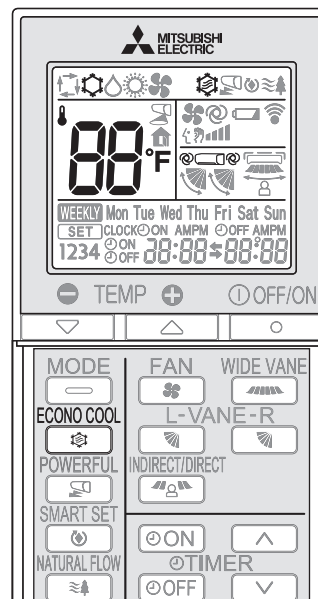 MITSUBISHI
ELECTRIC
88°F
WEEKLY Mon Tue Wed Thu Fri Sat Sun
SET CLOCK ON AMPM OFF AMPM
1234 ON OFF 88:88 88:88
TEMP OFF/ON
MODE FAN WIDE VANE
ECONO COOL L-VANE-R
POWERFUL INDIRECT/DIRECT
SMART SET ON
NATURAL FLOW TIMER
OFF